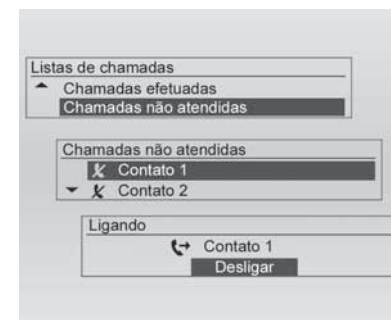 Listas de chamadas
Chamadas efetuadas
Chamadas não atendidas
Chamadas não atendidas
Contato 1
Contato 2
Ligando
Contato 1
Desligar